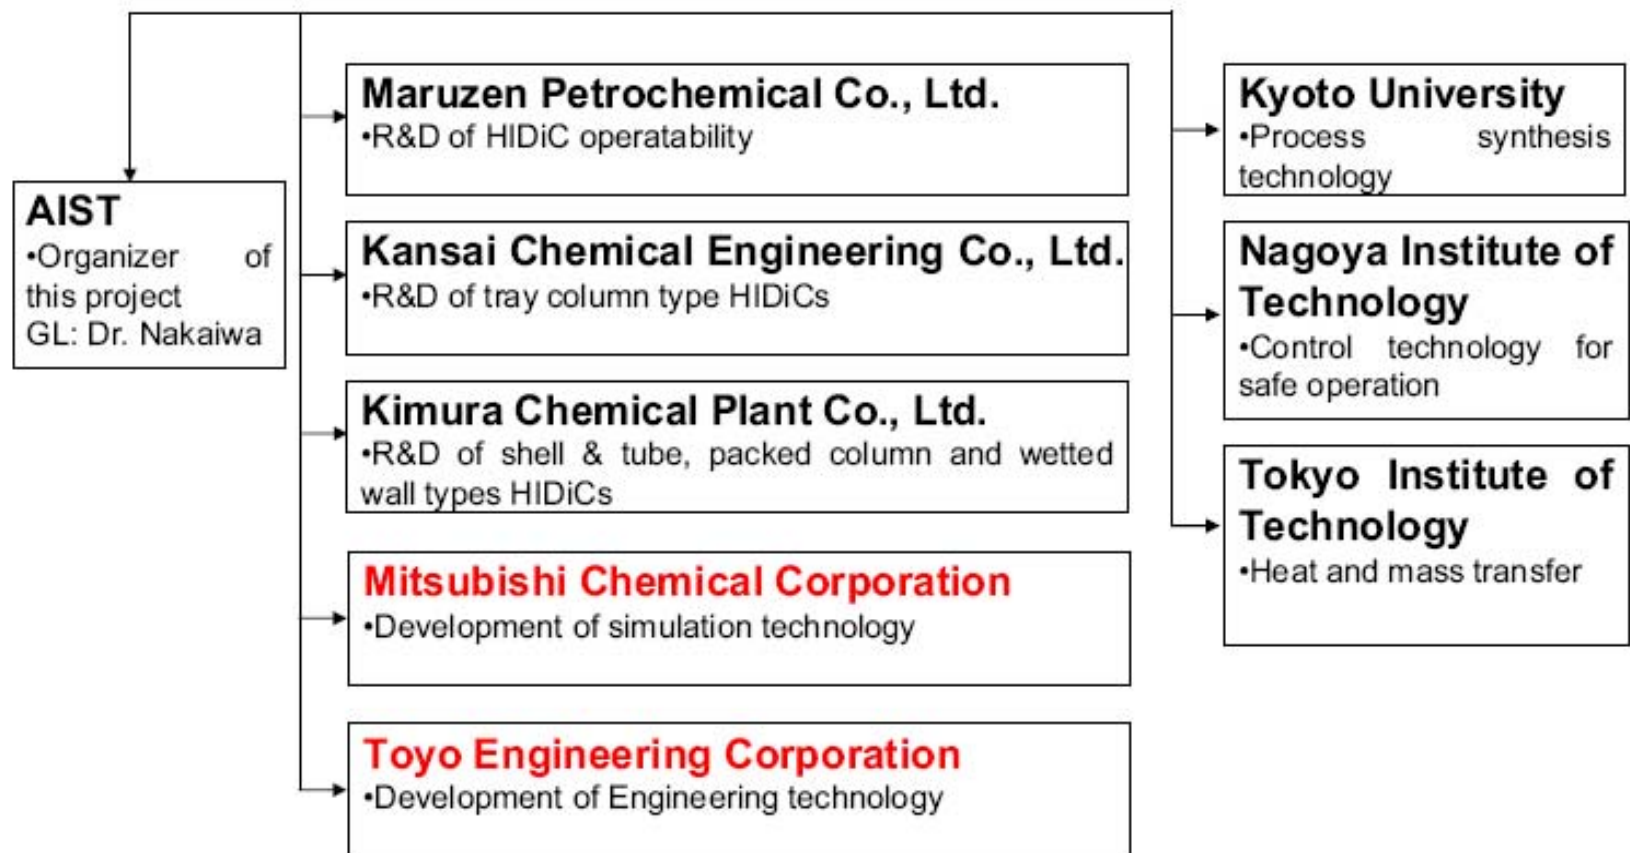 AIST
•Organizer of
this project
GL: Dr. Nakaiwa
Maruzen Petrochemical Co., Ltd.
•R&D of HIDiC operatability
Kansai Chemical Engineering Co., Ltd.
•R&D of tray column type HIDiCs
Kimura Chemical Plant Co., Ltd.
•R&D of shell & tube, packed column and wetted
wall types HIDiCs
Mitsubishi Chemical Corporation
•Development of simulation technology
Toyo Engineering Corporation
•Development of Engineering technology
Kyoto University
•Process synthesis
technology
Nagoya Institute of
Technology
•Control technology for
safe operation
Tokyo Institute of
Technology
•Heat and mass transfer